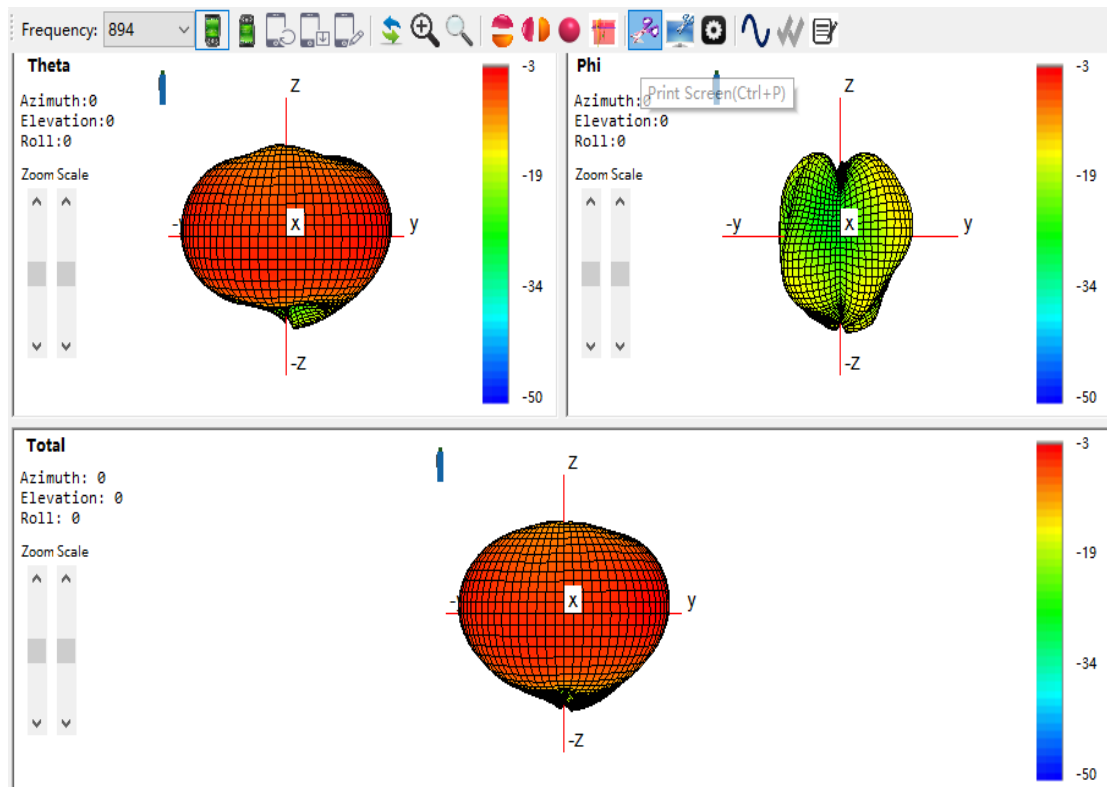 Frequency: 894
Theta
Azimuth:0
Elevation:0
Roll:0
Zoom Scale
Z
-y
x
y
-Z
-3
-19
-34
-50
Phi
Print Screen(Ctrl+P)
Azimuth:0
Elevation:0
Roll:0
Zoom Scale
Z
-y
x
y
-Z
-3
-19
-34
-50
Total
Azimuth: 0
Elevation: 0
Roll: 0
Zoom Scale
Z
-y
x
y
-Z
-3
-19
-34
-50